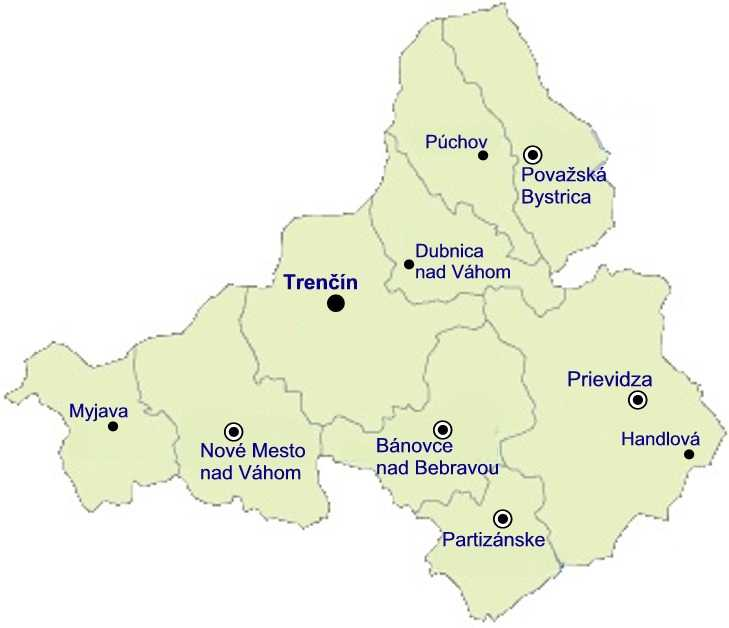 Púchov
Považská
Bystrica
Dubnica
nad Váhom
Trenčín
Prievidza
Myjava
Handlová
Nové Mesto
nad Váhom
Bánovce
nad Bebravou
Partizánske